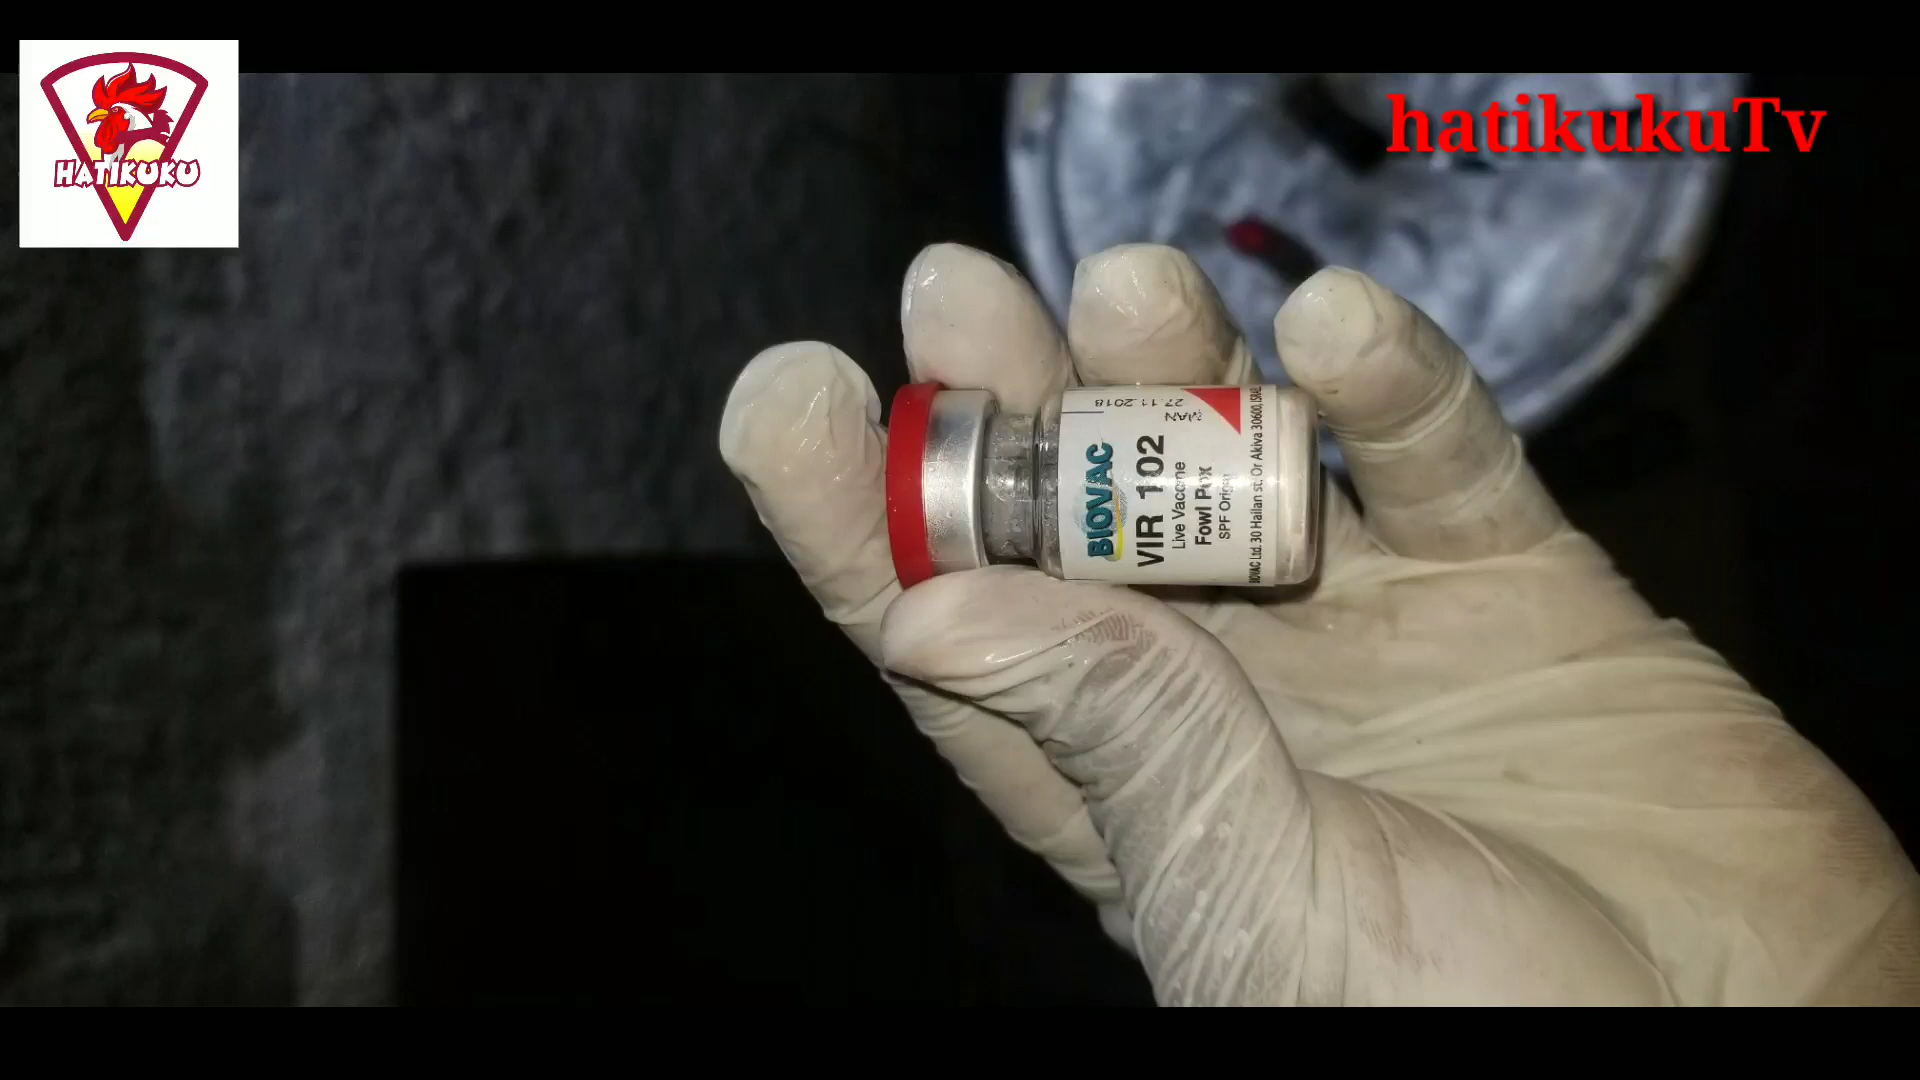 HATIKUKU
hatikukuTv
27.11.2018
BIOVAC
VIR 102
Live Vaccine
Fowl Pox
SPF Origin
BIOVAC Ltd. 30 Hailan st. Or Akiva 30600, ISRAEL